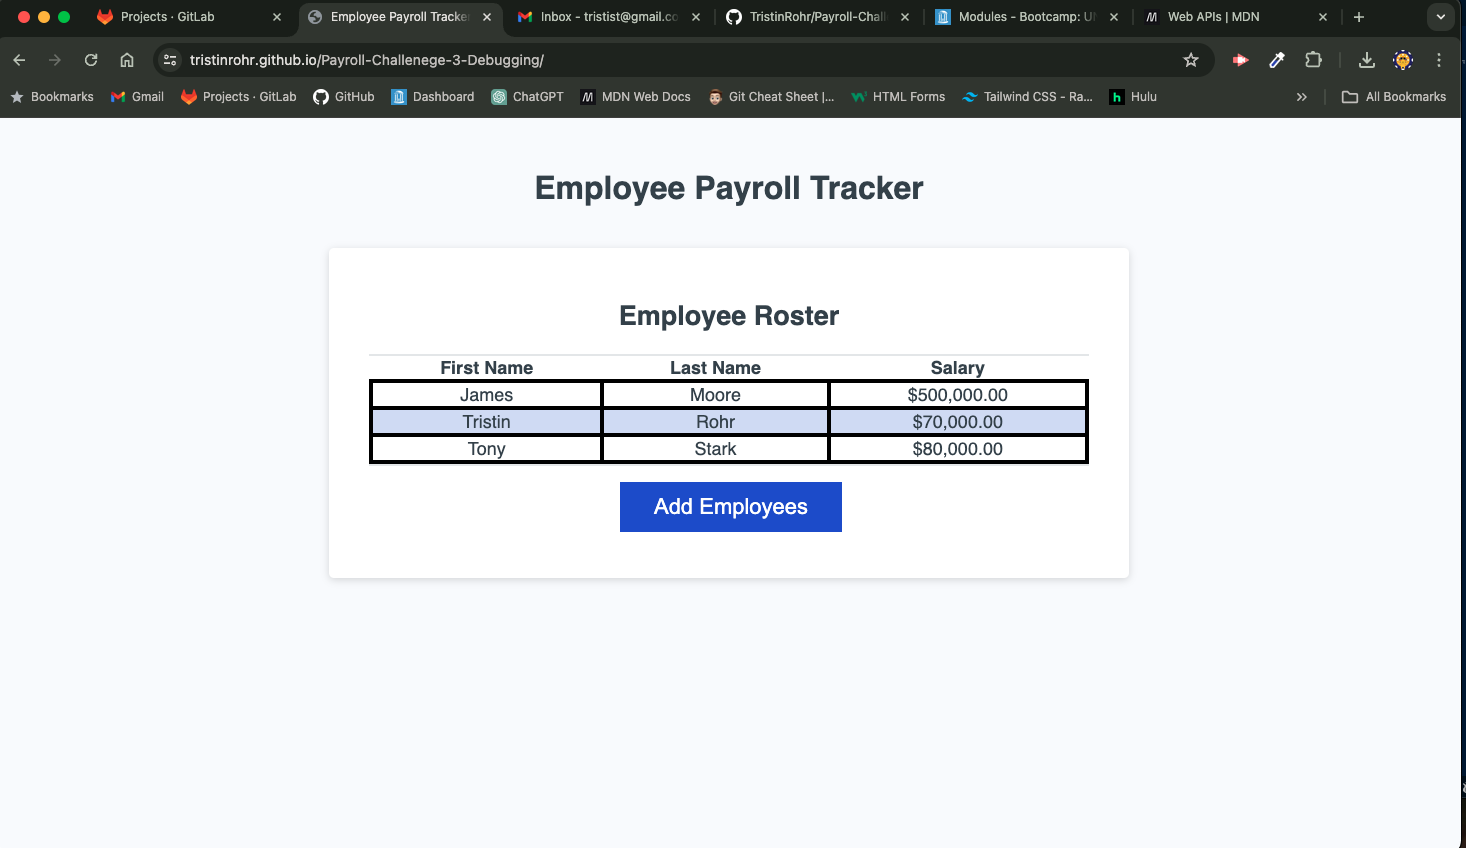 Projects · GitLab
Employee Payroll Tracke
Inbox - tristist@gmail.co
TristinRohr/Payroll-Chall
Modules - Bootcamp: U
Web APIs | MDN
tristinrohr.github.io/Payroll-Challenege-3-Debugging/
Bookmarks Gmail Projects · GitLab GitHub Dashboard ChatGPT MDN Web Docs Git Cheat Sheet |... HTML Forms Tailwind CSS - Ra... Hulu All Bookmarks
Employee Payroll Tracker
Employee Roster
First Name Last Name Salary
James Moore $500,000.00
Tristin Rohr $70,000.00
Tony Stark $80,000.00
Add Employees